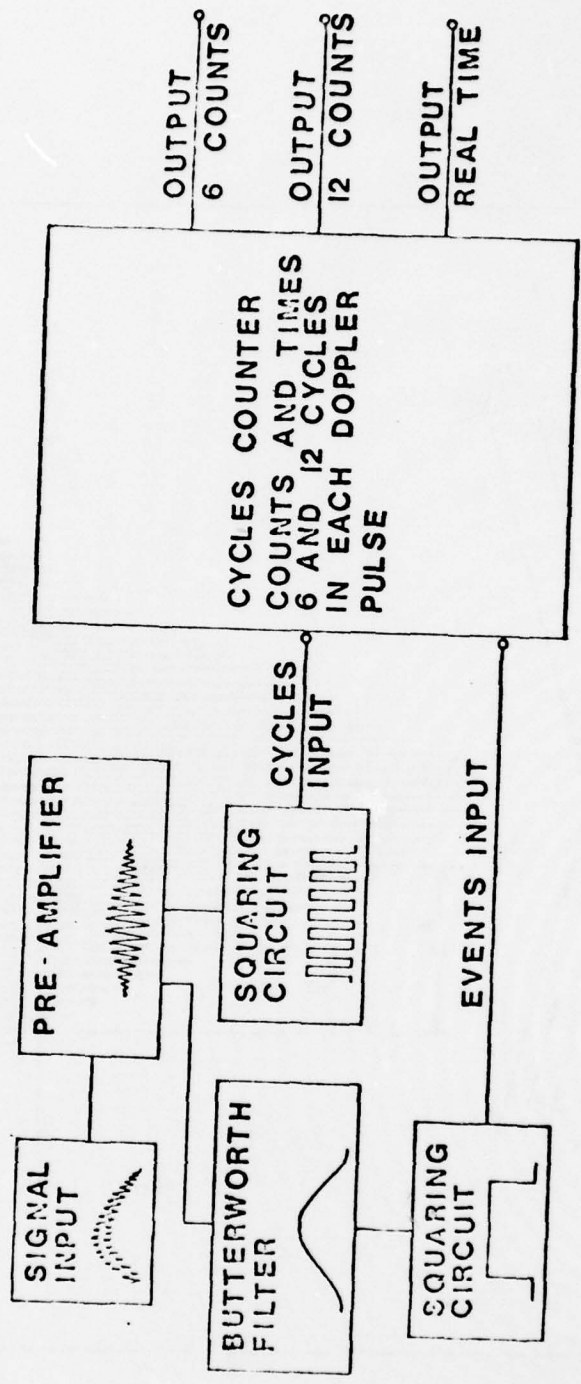 SIGNAL
INPUT
PRE-AMPLIFIER
BUTTERWORTH
FILTER
SQUARING
CIRCUIT
SQUARING
CIRCUIT
CYCLES
INPUT
EVENTS INPUT
CYCLES COUNTER
COUNTS AND TIMES
6 AND 12 CYCLES
IN EACH DOPPLER
PULSE
OUTPUT
6 COUNTS
OUTPUT
12 COUNTS
OUTPUT
REAL TIME